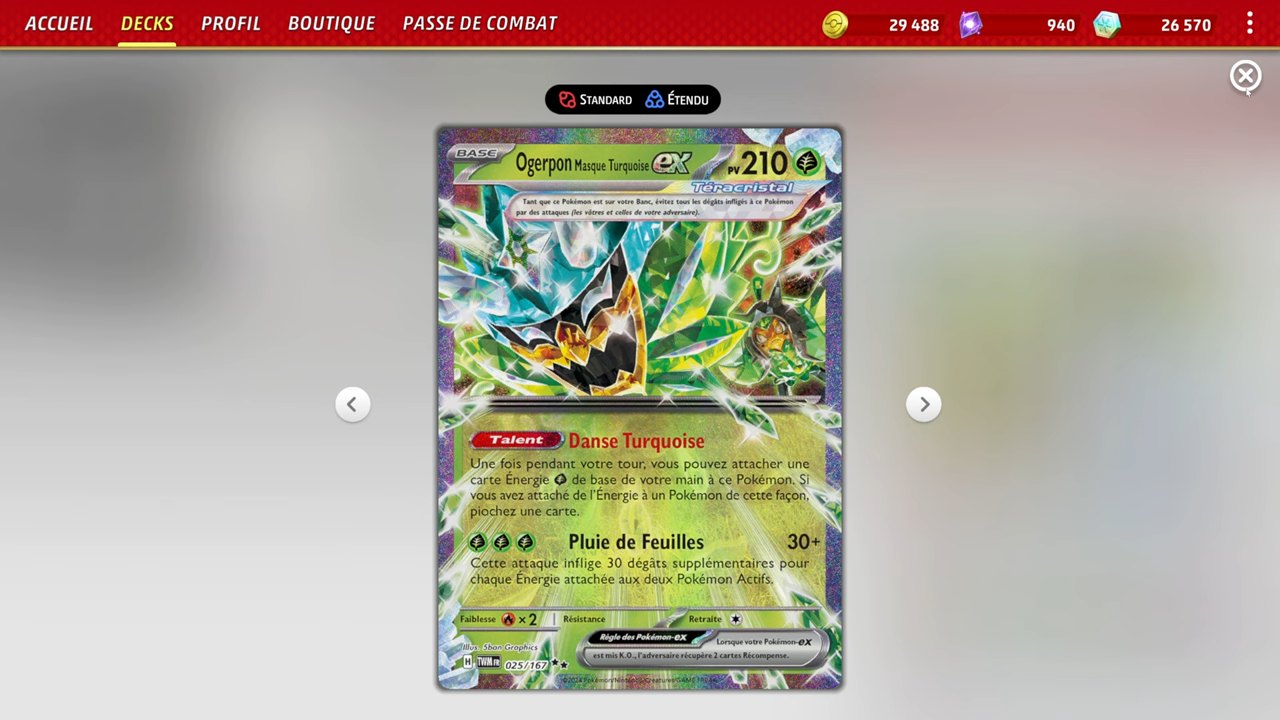 ACCUEIL DECKS PROFIL BOUTIQUE PASSE DE COMBAT 29 488 940 26 570
STANDARD ÉTENDU
BASE Ogerpon Masque Turquoise ex PV 210
Téracristal
Tant que ce Pokémon est sur votre Banc, évitez tous les dégâts infligés à ce Pokémon
par des attaques (les vôtres et celles de votre adversaire).
Talent Danse Turquoise
Une fois pendant votre tour, vous pouvez attacher une
carte Énergie de base de votre main à ce Pokémon. Si
vous avez attaché de l'Énergie à un Pokémon de cette façon,
piochez une carte.
Pluie de Feuilles 30+
Cette attaque inflige 30 dégâts supplémentaires pour
chaque Énergie attachée aux deux Pokémon Actifs.
Faiblesse ×2 Résistance Retraite
Illus. 5ban Graphics
Règle des Pokémon-ex Lorsque votre Pokémon-ex
est mis K.O., l'adversaire récupère 2 cartes Récompense.
H TWM FR 025/167